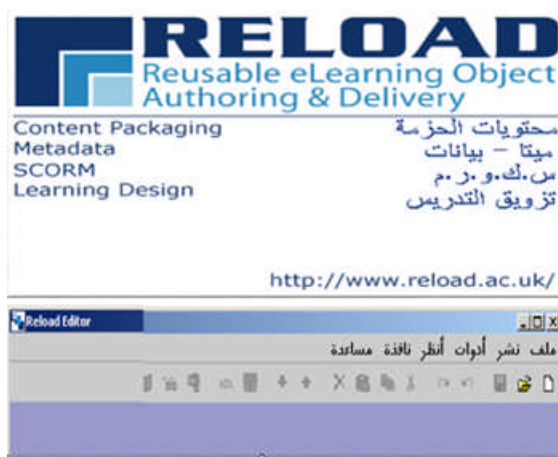 RELOAD
Reusable eLearning Object
Authoring & Delivery
Content Packaging
Metadata
SCORM
Learning Design
محتويات الحزمة
ميتا – بيانات
س.ك.و.ر.م
تزويق التدريس
http://www.reload.ac.uk/
Reload Editor
ملف نشر أدوات أنظر نافذة مساعدة